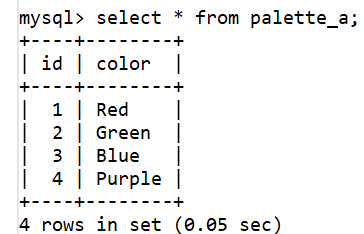 mysql> select * from palette_a;
+----+--------+
| id | color  |
+----+--------+
|  1 | Red    |
|  2 | Green  |
|  3 | Blue   |
|  4 | Purple |
+----+--------+
4 rows in set (0.05 sec)